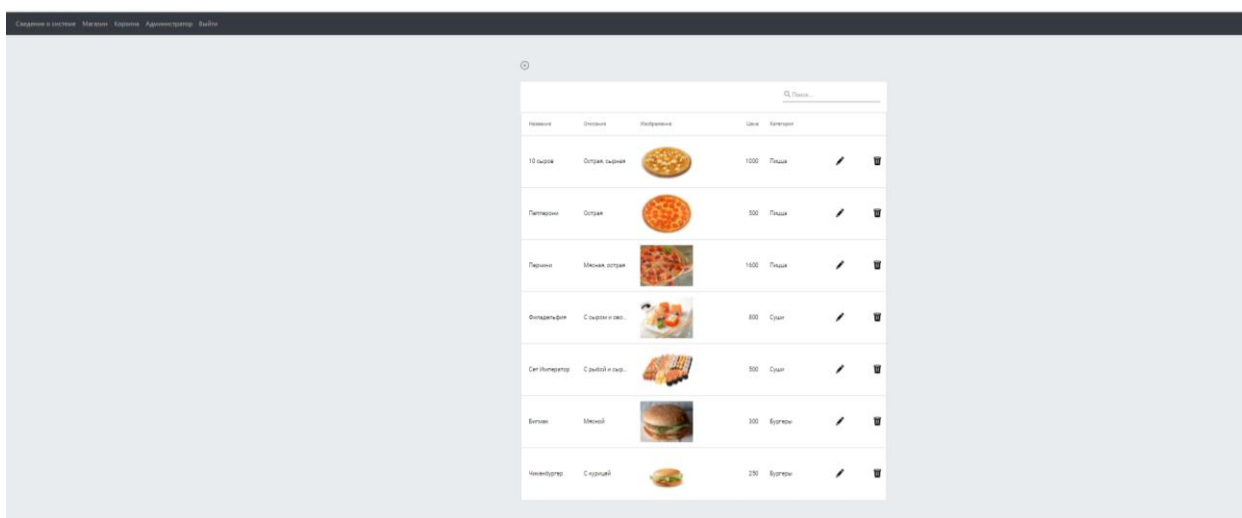 Сведение о системе Магазин Корзина Администратор Выйти
Поиск...
Название Описание Изображение Цена Категория
10 сыров Острая, сырная 1000 Пицца
Пепперони Острая 500 Пицца
Мясная, острая 1600 Пицца
Филадельфия С сыром и ово... 800 Суши
Сет Император С рыбой и сыр... 500 Суши
Бигмак Мясной 300 Бургеры
Чикенбургер С курицей 250 Бургеры